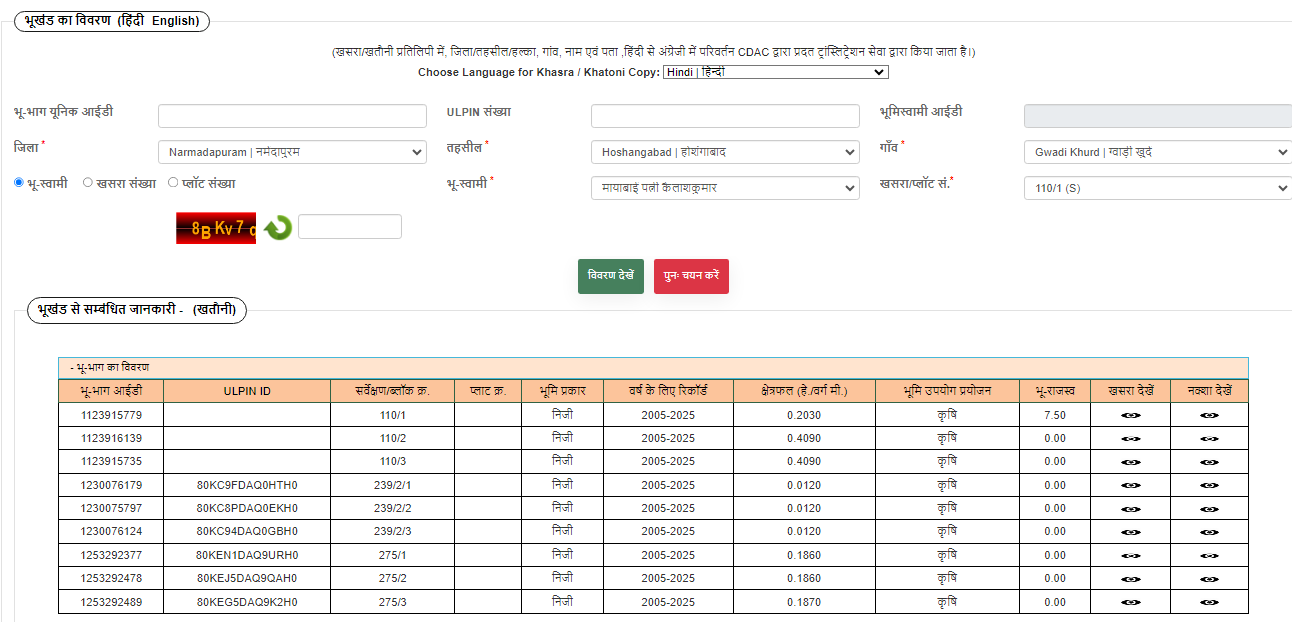 भूखंड का विवरण (हिंदी English)
(खसरा/खतौनी प्रतिलिपी में, जिला/तहसील/हल्का, गांव, नाम एवं पता ,हिंदी से अंग्रेजी में परिवर्तन CDAC द्वारा प्रदत ट्रांस्लिट्रेशन सेवा द्वारा किया जाता है।)
Choose Language for Khasra / Khatoni Copy: Hindi | हिन्दी
भू-भाग यूनिक आईडी ULPIN संख्या भूमिस्वामी आईडी
जिला * Narmadapuram | नर्मदापुरम तहसील * Hoshangabad | होशंगाबाद गाँव * Gwadi Khurd | ग्वाड़ी खुर्द
भू-स्वामी खसरा संख्या प्लॉट संख्या भू-स्वामी * मायाबाई पत्नी कैलाशकुमार खसरा/प्लॉट सं.* 110/1 (S)
8B Kv7
विवरण देखें पुनः चयन करें
भूखंड से सम्बंधित जानकारी - (खतौनी)
- भू-भाग का विवरण
भू-भाग आईडी ULPIN ID सर्वेक्षण/ब्लॉक क्र. प्लाट क्र. भूमि प्रकार वर्ष के लिए रिकॉर्ड क्षेत्रफल (हे./वर्ग मी.) भूमि उपयोग प्रयोजन भू-राजस्व खसरा देखें नक्शा देखें
1123915779 110/1 निजी 2005-2025 0.2030 कृषि 7.50
1123916139 110/2 निजी 2005-2025 0.4090 कृषि 0.00
1123915735 110/3 निजी 2005-2025 0.4090 कृषि 0.00
1230076179 80KC9FDAQ0HTH0 239/2/1 निजी 2005-2025 0.0120 कृषि 0.00
1230075797 80KC8PDAQ0EKH0 239/2/2 निजी 2005-2025 0.0120 कृषि 0.00
1230076124 80KC94DAQ0GBH0 239/2/3 निजी 2005-2025 0.0120 कृषि 0.00
1253292377 80KEN1DAQ9URH0 275/1 निजी 2005-2025 0.1860 कृषि 0.00
1253292478 80KEJ5DAQ9QAH0 275/2 निजी 2005-2025 0.1860 कृषि 0.00
1253292489 80KEG5DAQ9K2H0 275/3 निजी 2005-2025 0.1870 कृषि 0.00